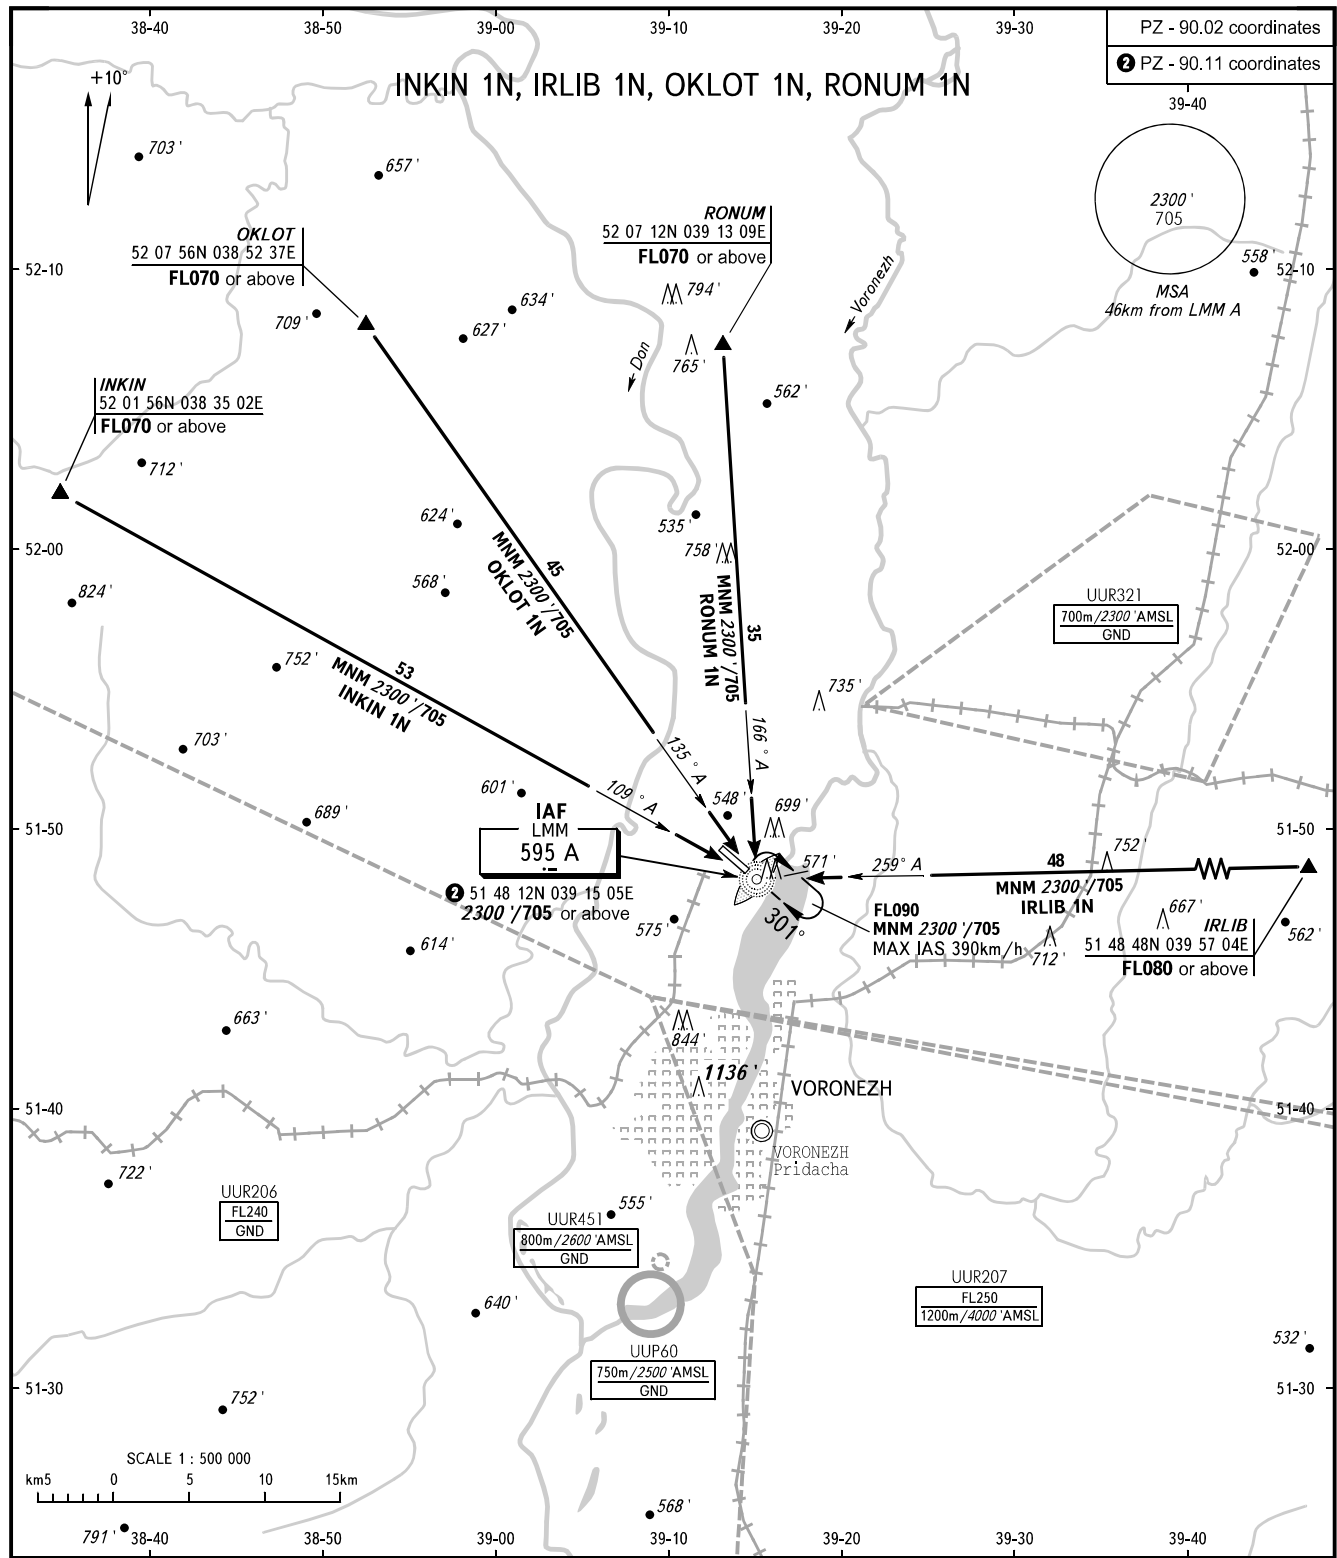 38-40
38-50
39-00
39-10
39-20
39-30
PZ - 90.02 coordinates
2 PZ - 90.11 coordinates
39-40
+10°
INKIN 1N, IRLIB 1N, OKLOT 1N, RONUM 1N
703'
657'
2300'
705
MSA
46km from LMM A
558'
52-10
52-10
OKLOT
52 07 56N 038 52 37E
FL070 or above
RONUM
52 07 12N 039 13 09E
FL070 or above
Voronezh
794'
634'
709'
627'
765'
Don
562'
INKIN
52 01 56N 038 35 02E
FL070 or above
712'
624'
535'
758'
52-00
52-00
45
MNM 2300'/705
OKLOT 1N
35
MNM 2300'/705
RONUM 1N
568'
824'
UUR321
700m/2300'AMSL
GND
752'
53
MNM 2300'/705
INKIN 1N
735'
703'
135° A
166° A
109° A
601'
548'
699'
689'
51-50
51-50
IAF
LMM
595 A
2 51 48 12N 039 15 05E
2300'/705 or above
571'
259° A
48
MNM 2300'/705
IRLIB 1N
752'
301°
FL090
MNM 2300'/705
MAX IAS 390km/h
667'
712'
IRLIB
51 48 48N 039 57 04E
FL080 or above
562'
575'
614'
663'
844'
1136'
VORONEZH
51-40
51-40
VORONEZH
Pridacha
722'
UUR206
FL240
GND
555'
UUR451
800m/2600'AMSL
GND
UUR207
FL250
1200m/4000'AMSL
640'
UUP60
750m/2500'AMSL
GND
532'
51-30
51-30
752'
SCALE 1 : 500 000
km5 0 5 10 15km
568'
791'
38-40
38-50
39-00
39-10
39-20
39-30
39-40